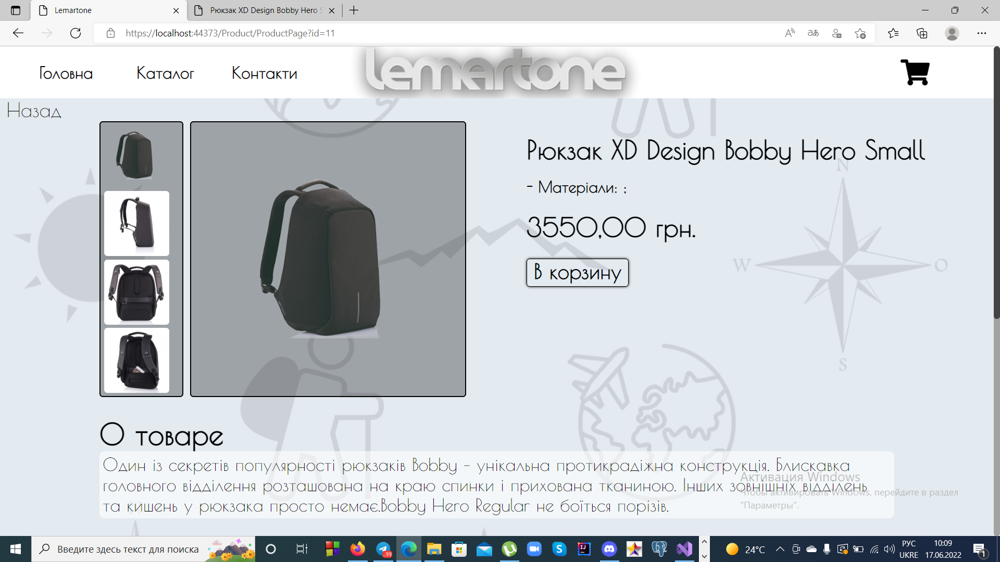 Lemartone
Рюкзак XD Design Bobby Hero S
https://localhost:44373/Product/ProductPage?id=11
Головна
Каталог
Контакти
lemartone
Назад
Рюкзак XD Design Bobby Hero Small
N
- Матеріали: ;
3550,00 грн.
W
O
В корзину
S
О товаре
Один із секретів популярності рюкзаків Bobby – унікальна протикрадіжна конструкція. Блискавка
головного відділення розташована на краю спинки і прихована тканиною. Інших зовнішніх відділень
та кишень у рюкзака просто немає.Bobby Hero Regular не боїться порізів.
Активация Windows
Чтобы активировать Windows, перейдите в раздел
"Параметры".
Введите здесь текст для поиска
..99
24°C
РУС
UKRE
10:09
17.06.2022
1